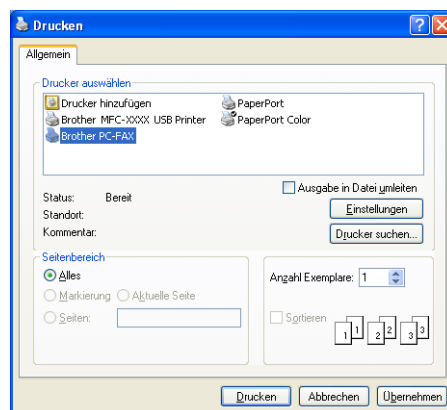 Drucken
Allgemein
Drucker auswählen
Drucker hinzufügen
PaperPort
Brother MFC-XXXX USB Printer
PaperPort Color
Brother PC-FAX
Ausgabe in Datei umleiten
Status: Bereit
Einstellungen
Standort:
Kommentar:
Drucker suchen...
Seitenbereich
Alles
Anzahl Exemplare: 1
Markierung Aktuelle Seite
Seiten:
Sortieren
1 1 2 2 3 3
Drucken Abbrechen Übernehmen